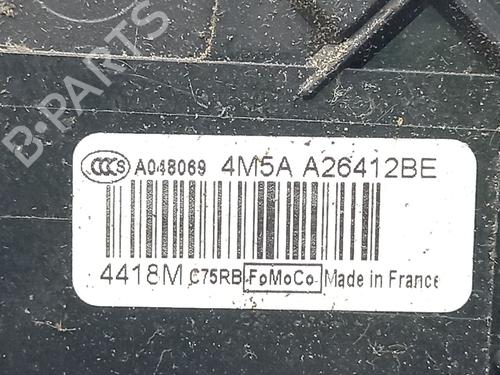 B-PARTS
CCC S A048069 4M5A A26412BE
4418M C75RB FoMoCo Made in France